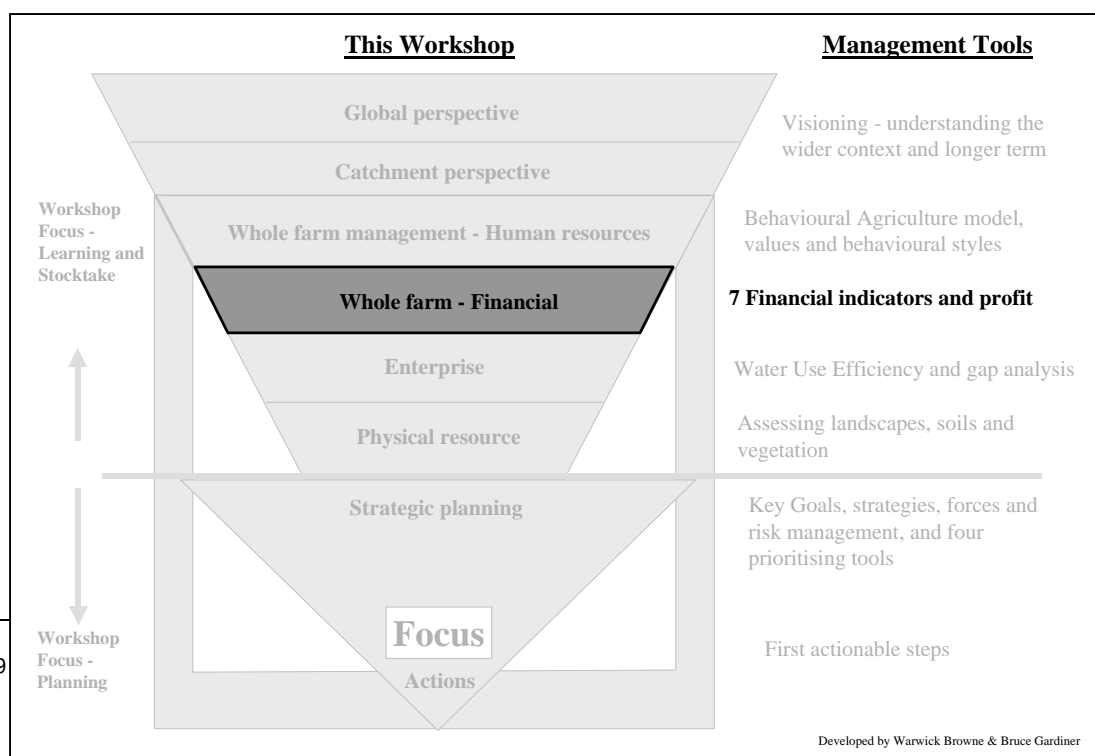 This Workshop
Management Tools
Global perspective
Visioning - understanding the
wider context and longer term
Catchment perspective
Workshop
Focus -
Learning and
Stocktake
Whole farm management - Human resources
Behavioural Agriculture model,
values and behavioural styles
Whole farm - Financial
7 Financial indicators and profit
Enterprise
Water Use Efficiency and gap analysis
Physical resource
Assessing landscapes, soils and
vegetation
Strategic planning
Key Goals, strategies, forces and
risk management, and four
prioritising tools
9
Workshop
Focus -
Planning
Focus
Actions
First actionable steps
Developed by Warwick Browne & Bruce Gardiner